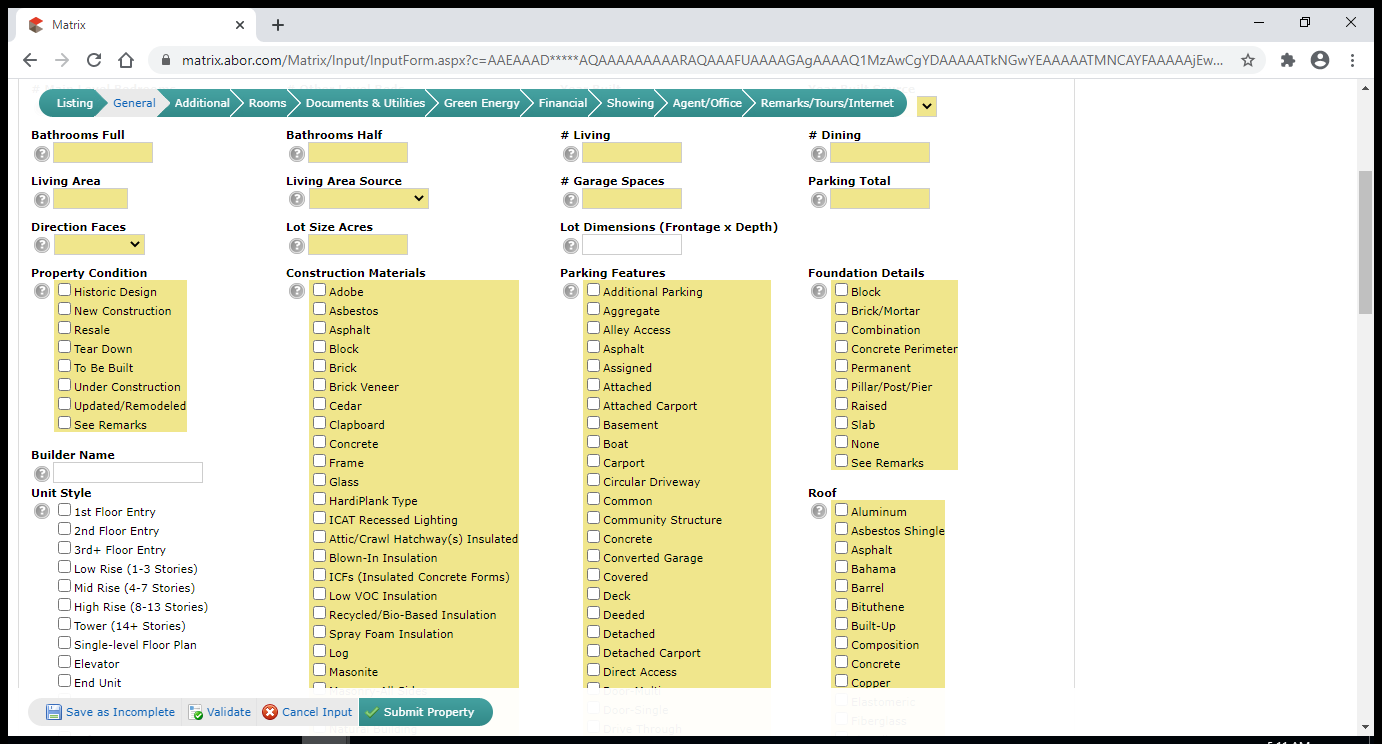 Matrix
matrix.abor.com/Matrix/Input/InputForm.aspx?c=AAEAAAD*****AQAAAAAAAAARAQAAAFUAAAAGAgAAAAQ1MzAwCgYDAAAAATkNGwYEAAAAATMNCAYFAAAAAjEw...
Listing General Additional Rooms Documents & Utilities Green Energy Financial Showing Agent/Office Remarks/Tours/Internet
Bathrooms Full Bathrooms Half # Living # Dining
Living Area Living Area Source # Garage Spaces Parking Total
Direction Faces Lot Size Acres Lot Dimensions (Frontage x Depth)
Property Condition
Historic Design
New Construction
Resale
Tear Down
To Be Built
Under Construction
Updated/Remodeled
See Remarks
Builder Name
Unit Style
1st Floor Entry
2nd Floor Entry
3rd+ Floor Entry
Low Rise (1-3 Stories)
Mid Rise (4-7 Stories)
High Rise (8-13 Stories)
Tower (14+ Stories)
Single-level Floor Plan
Elevator
End Unit
Construction Materials
Adobe
Asbestos
Asphalt
Block
Brick
Brick Veneer
Cedar
Clapboard
Concrete
Frame
Glass
HardiPlank Type
ICAT Recessed Lighting
Attic/Crawl Hatchway(s) Insulated
Blown-In Insulation
ICFs (Insulated Concrete Forms)
Low VOC Insulation
Recycled/Bio-Based Insulation
Spray Foam Insulation
Log
Masonite
Parking Features
Additional Parking
Aggregate
Alley Access
Asphalt
Assigned
Attached
Attached Carport
Basement
Boat
Carport
Circular Driveway
Common
Community Structure
Concrete
Converted Garage
Covered
Deck
Deeded
Detached
Detached Carport
Direct Access
Door-Single
Drive Through
Foundation Details
Block
Brick/Mortar
Combination
Concrete Perimeter
Permanent
Pillar/Post/Pier
Raised
Slab
None
See Remarks
Roof
Aluminum
Asbestos Shingle
Asphalt
Bahama
Barrel
Bituthene
Built-Up
Composition
Concrete
Copper
Elastomeric
Fiberglass
Save as Incomplete Validate Cancel Input Submit Property